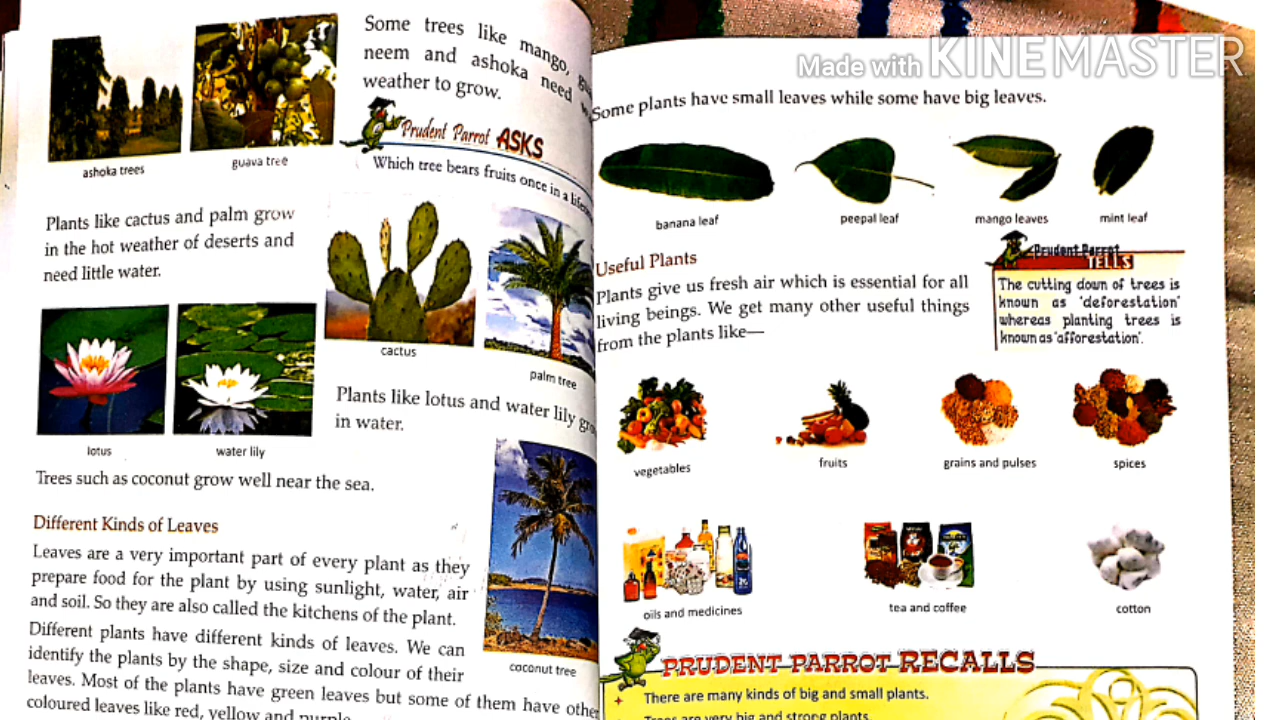 Some trees like mango,
neem and ashoka need
weather to grow.
ashoka trees
guava tree
Prudent Parrot ASKS
Which tree bears fruits once in a
Plants like cactus and palm grow
in the hot weather of deserts and
need little water.
cactus
palm tree
lotus
water lily
Plants like lotus and water lily
in water.
Trees such as coconut grow well near the sea.
Different Kinds of Leaves
Leaves are a very important part of every plant as they
prepare food for the plant by using sunlight, water, air
and soil. So they are also called the kitchens of the plant.
Different plants have different kinds of leaves. We can
identify the plants by the shape, size and colour of their
leaves. Most of the plants have green leaves but some of them have
coloured leaves like red, yellow and purple
coconut tree
Made with KINEMASTER
Some plants have small leaves while some have big leaves.
banana leaf
peepal leaf
mango leaves
mint leaf
Useful Plants
Plants give us fresh air which is essential for all
living beings. We get many other useful things
from the plants like—
Prudent Parrot
TELLS
The cutting down of trees is
known as 'deforestation'
whereas planting trees is
known as 'afforestation'.
vegetables
fruits
grains and pulses
spices
oils and medicines
tea and coffee
cotton
PRUDENT PARROT RECALLS
There are many kinds of big and small plants.
Trees are very big and strong plants.